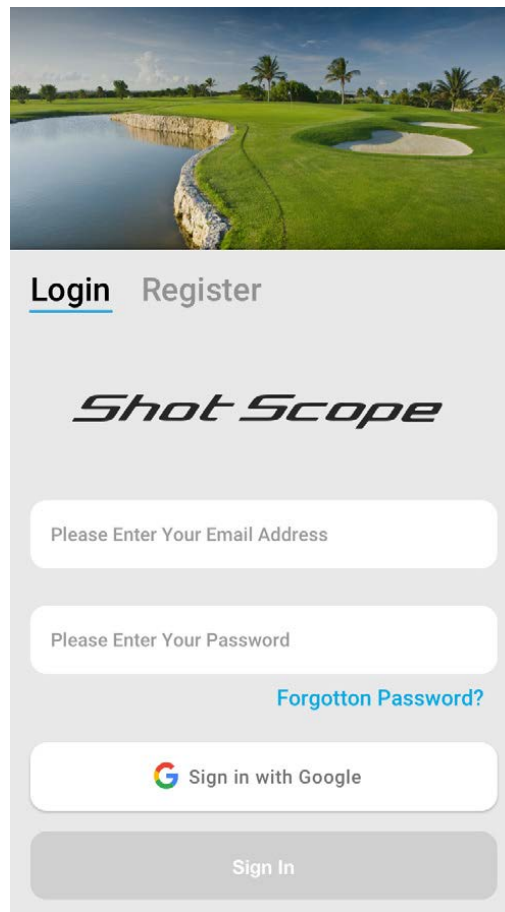 Login Register
Shot Scope
Please Enter Your Email Address
Please Enter Your Password
Forgotton Password?
Sign in with Google
Sign In